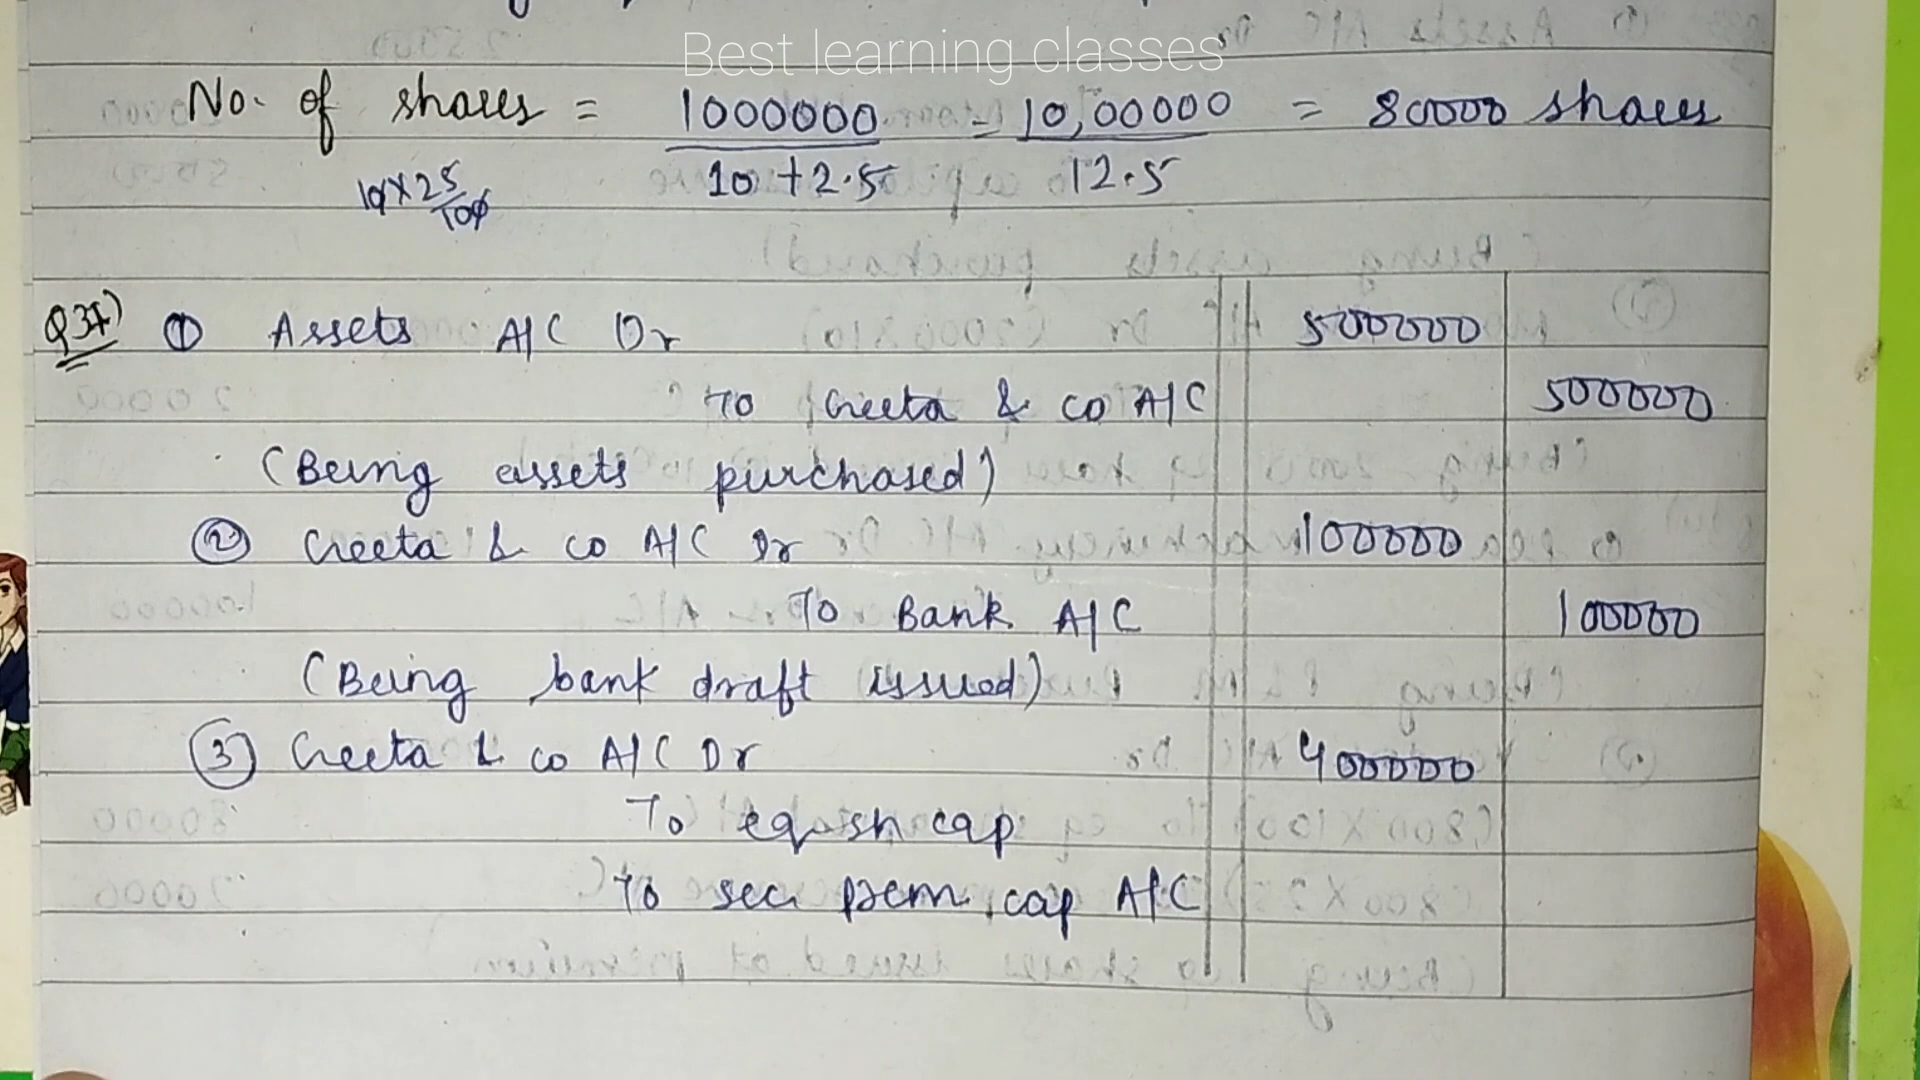 Best learning classes
No. of shares = 1000000 / 10 + 2.5 = 10,00000 / 12.5 = 80000 shares
10 x 25/100
Q37) ① Assets A/C Dr 500000
To Geeta & co A/C 500000
(Being assets purchased)
② Geeta & co A/C Dr 100000
To Bank A/C 100000
(Being bank draft issued)
③ Geeta & co A/C Dr 400000
To eq. sh cap
To sec. prem. cap A/C